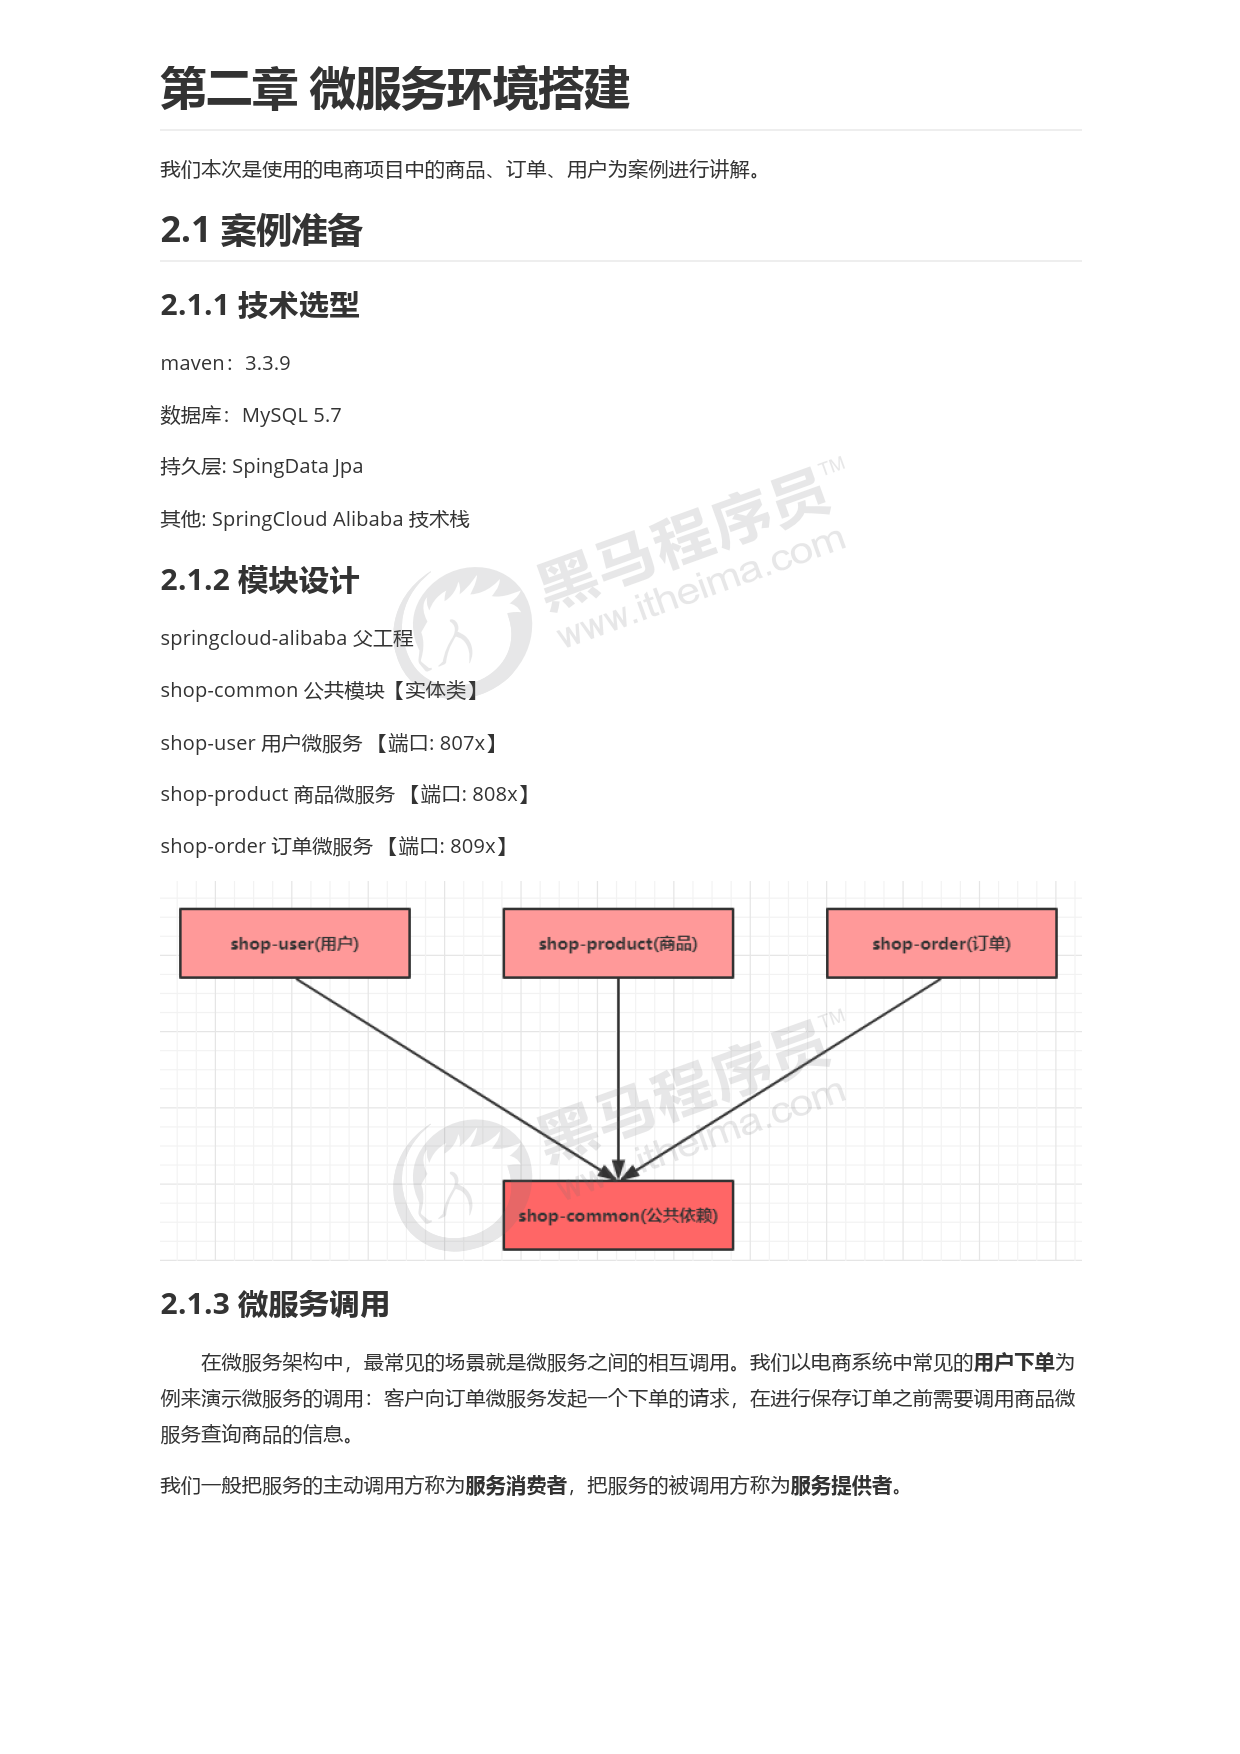 第二章 微服务环境搭建
我们本次是使用的电商项目中的商品、订单、用户为案例进行讲解。
2.1 案例准备
2.1.1 技术选型
maven：3.3.9
数据库：MySQL 5.7
持久层: SpingData Jpa
其他: SpringCloud Alibaba 技术栈
黑马程序员™
www.itheima.com
2.1.2 模块设计
springcloud-alibaba 父工程
shop-common 公共模块【实体类】
shop-user 用户微服务 【端口: 807x】
shop-product 商品微服务 【端口: 808x】
shop-order 订单微服务 【端口: 809x】
shop-user(用户)
shop-product(商品)
shop-order(订单)
黑马程序员™
www.itheima.com
shop-common(公共依赖)
2.1.3 微服务调用
在微服务架构中，最常见的场景就是微服务之间的相互调用。我们以电商系统中常见的用户下单为
例来演示微服务的调用：客户向订单微服务发起一个下单的请求，在进行保存订单之前需要调用商品微
服务查询商品的信息。
我们一般把服务的主动调用方称为服务消费者，把服务的被调用方称为服务提供者。